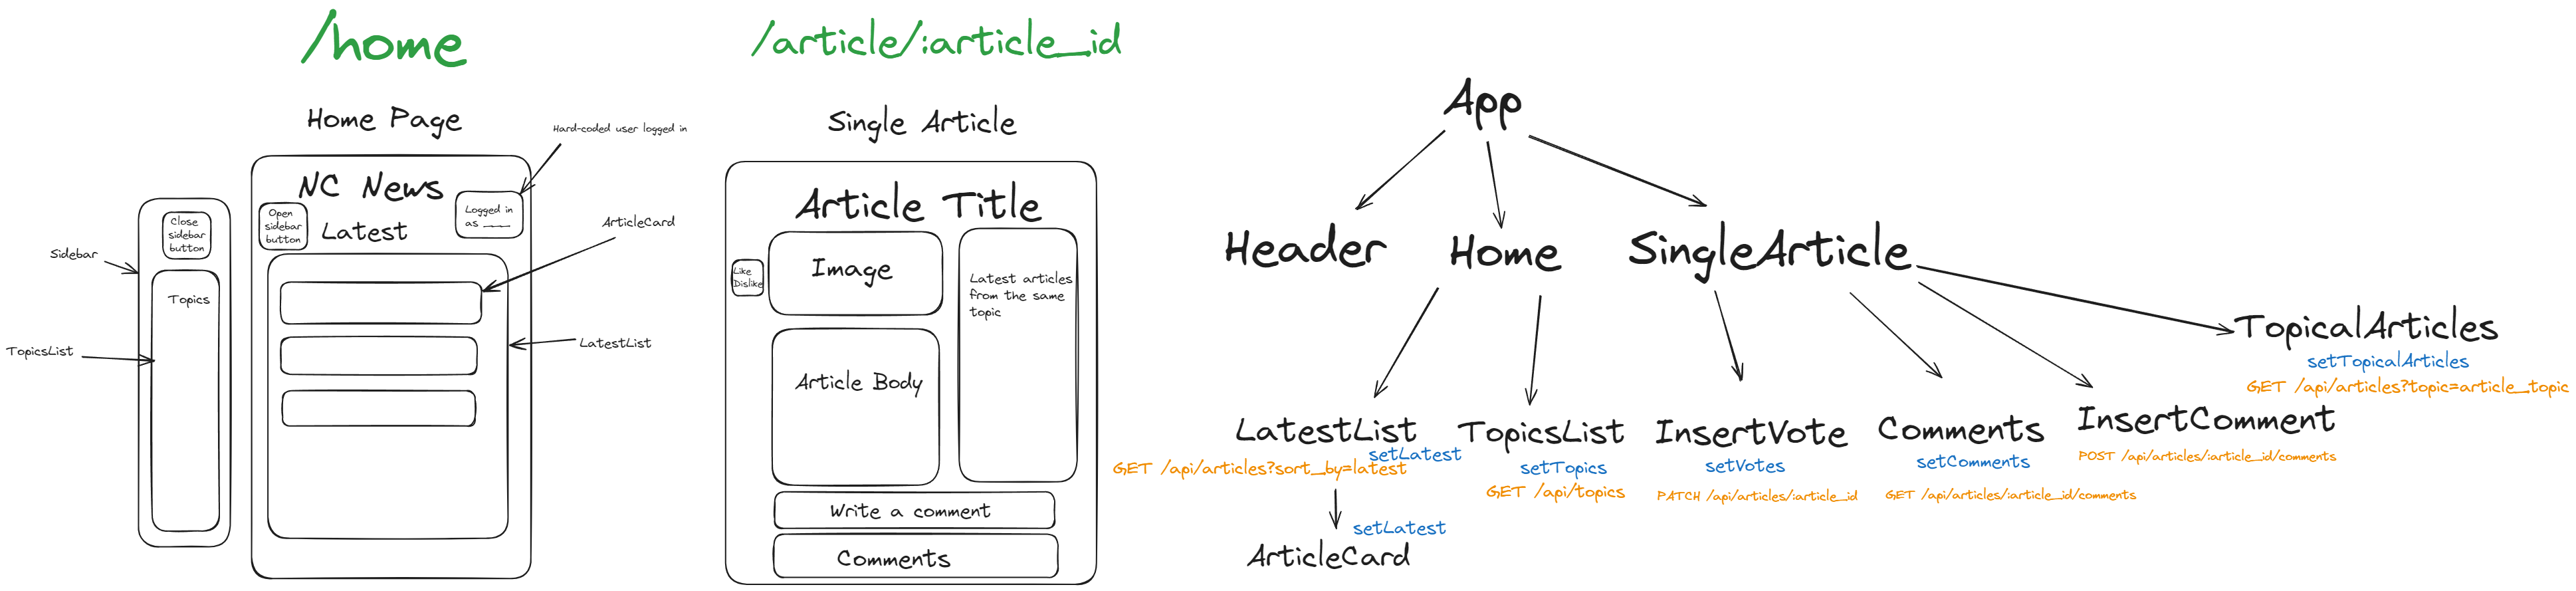 /home
Home Page
Hard-coded user logged in
NC News
Logged in
as ____
Open
sidebar
button
Latest
ArticleCard
Close
sidebar
button
Sidebar
Topics
TopicsList
LatestList
/article/:article_id
Single Article
Article Title
Like
Dislike
Image
Latest articles
from the same
topic
Article Body
Write a comment
Comments
App
Header
Home
SingleArticle
TopicalArticles
setTopicalArticles
GET /api/articles?topic=article_topic
LatestList
setLatest
GET /api/articles?sort_by=latest
TopicsList
setTopics
GET /api/topics
InsertVote
setVotes
PATCH /api/articles/:article_id
Comments
setComments
GET /api/articles/:article_id/comments
InsertComment
POST /api/articles/:article_id/comments
setLatest
ArticleCard